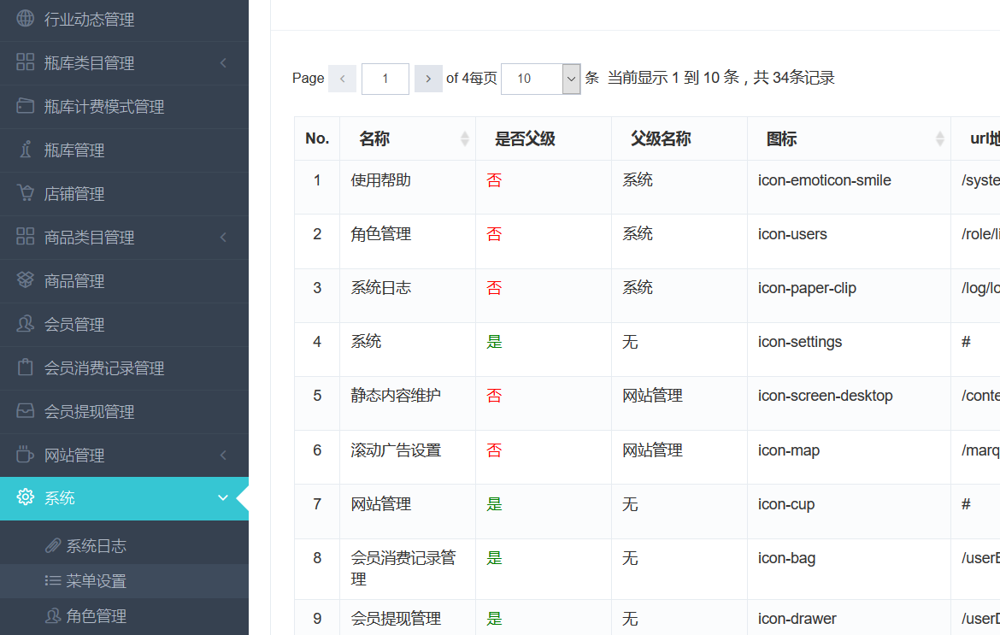 行业动态管理
瓶库类目管理
瓶库计费模式管理
瓶库管理
店铺管理
商品类目管理
商品管理
会员管理
会员消费记录管理
会员提现管理
网站管理
系统
系统日志
菜单设置
角色管理
Page 1 of 4每页 10 条 当前显示 1 到 10 条，共 34条记录
No. 名称 是否父级 父级名称 图标 url地
1 使用帮助 否 系统 icon-emoticon-smile /syste
2 角色管理 否 系统 icon-users /role/li
3 系统日志 否 系统 icon-paper-clip /log/lo
4 系统 是 无 icon-settings #
5 静态内容维护 否 网站管理 icon-screen-desktop /conte
6 滚动广告设置 否 网站管理 icon-map /marq
7 网站管理 是 无 icon-cup #
8 会员消费记录管 是 无 icon-bag /userE
理
9 会员提现管理 是 无 icon-drawer /userD